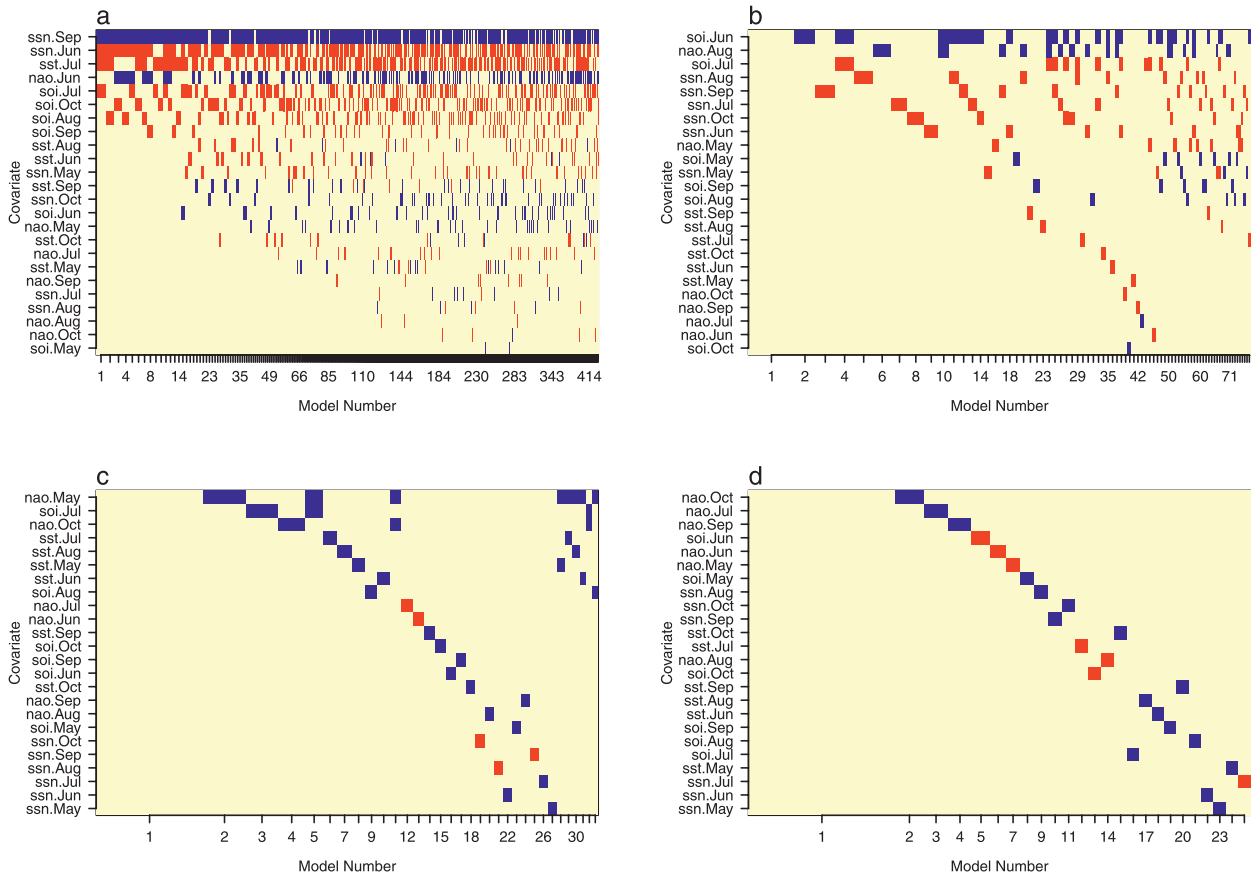 a
ssn.Sep
ssn.Jun
sst.Jul
nao.Jun
soi.Jul
soi.Oct
soi.Aug
soi.Sep
sst.Aug
sst.Jun
ssn.May
sst.Sep
ssn.Oct
soi.Jun
nao.May
sst.Oct
nao.Jul
sst.May
nao.Sep
ssn.Jul
ssn.Aug
nao.Aug
nao.Oct
soi.May
Covariate
1 4 8 14 23 35 49 66 85 110 144 184 230 283 343 414
Model Number
b
soi.Jun
nao.Aug
soi.Jul
ssn.Aug
ssn.Sep
ssn.Jul
ssn.Oct
ssn.Jun
nao.May
soi.May
ssn.May
soi.Sep
soi.Aug
sst.Sep
sst.Aug
sst.Jul
sst.Oct
sst.Jun
sst.May
nao.Oct
nao.Sep
nao.Jul
nao.Jun
soi.Oct
Covariate
1 2 4 6 8 10 14 18 23 29 35 42 50 60 71
Model Number
c
nao.May
soi.Jul
nao.Oct
sst.Jul
sst.Aug
sst.May
sst.Jun
soi.Aug
nao.Jul
nao.Jun
sst.Sep
soi.Oct
soi.Sep
soi.Jun
sst.Oct
nao.Sep
nao.Aug
soi.May
ssn.Oct
ssn.Sep
ssn.Aug
ssn.Jul
ssn.Jun
ssn.May
Covariate
1 2 3 4 5 7 9 12 15 18 22 26 30
Model Number
d
nao.Oct
nao.Jul
nao.Sep
soi.Jun
nao.Jun
nao.May
soi.May
ssn.Aug
ssn.Oct
ssn.Sep
sst.Oct
sst.Jul
nao.Aug
soi.Oct
sst.Sep
sst.Aug
sst.Jun
soi.Sep
soi.Aug
soi.Jul
sst.May
ssn.Jul
ssn.Jun
ssn.May
Covariate
1 2 3 4 5 7 9 11 14 17 20 23
Model Number